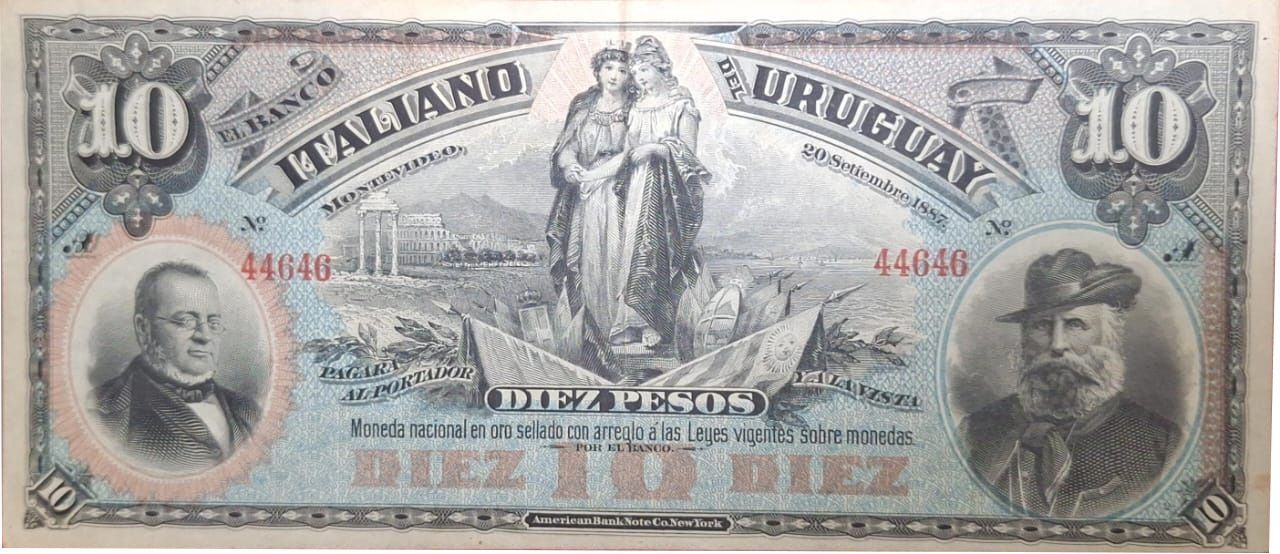 10
EL BANCO
ITALIANO
DEL
URUGUAY
10
MONTEVIDEO,
20 Setiembre 1887.
Nº
Nº
A
A
44646
44646
PAGARA
AL PORTADOR
Y A LA VISTA
DIEZ PESOS
Moneda nacional en oro sellado con arreglo á las Leyes vigentes sobre monedas.
POR EL BANCO.
DIEZ 10 DIEZ
10
10
American Bank Note Co. New York